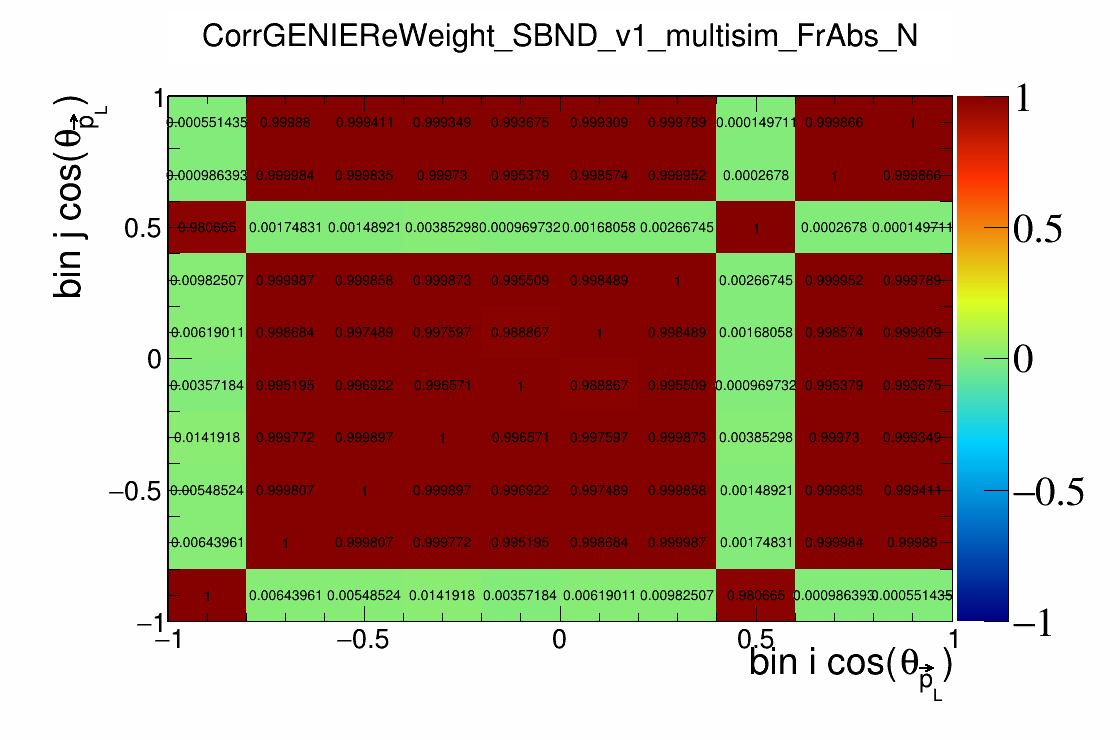 CorrGENIEReWeight_SBND_v1_multisim_FrAbs_N
bin j cos(θ_p⃗_L)
1
0.5
0
−0.5
−1
0.000551435 0.99988 0.999411 0.999349 0.993675 0.999309 0.999789 0.000149711 0.999866 1
0.000986393 0.999984 0.999835 0.99973 0.995379 0.998574 0.999952 0.0002678 1 0.999866
0.980665 0.00174831 0.00148921 0.00385298 0.000969732 0.00168058 0.00266745 1 0.0002678 0.000149711
0.00982507 0.999987 0.999858 0.999873 0.995509 0.998489 1 0.00266745 0.999952 0.999789
0.00619011 0.998684 0.997489 0.997597 0.988867 1 0.998489 0.00168058 0.998574 0.999309
0.00357184 0.995195 0.996922 0.996571 1 0.988867 0.995509 0.000969732 0.995379 0.993675
0.0141918 0.999772 0.999897 1 0.996571 0.997597 0.999873 0.00385298 0.99973 0.999349
0.00548524 0.999807 1 0.999897 0.996922 0.997489 0.999858 0.00148921 0.999835 0.999411
0.00643961 1 0.999807 0.999772 0.995195 0.998684 0.999987 0.00174831 0.999984 0.99988
1 0.00643961 0.00548524 0.0141918 0.00357184 0.00619011 0.00982507 0.980665 0.000986393 0.000551435
−1 −0.5 0 0.5 1
bin i cos(θ_p⃗_L)
1
0.5
0
−0.5
−1